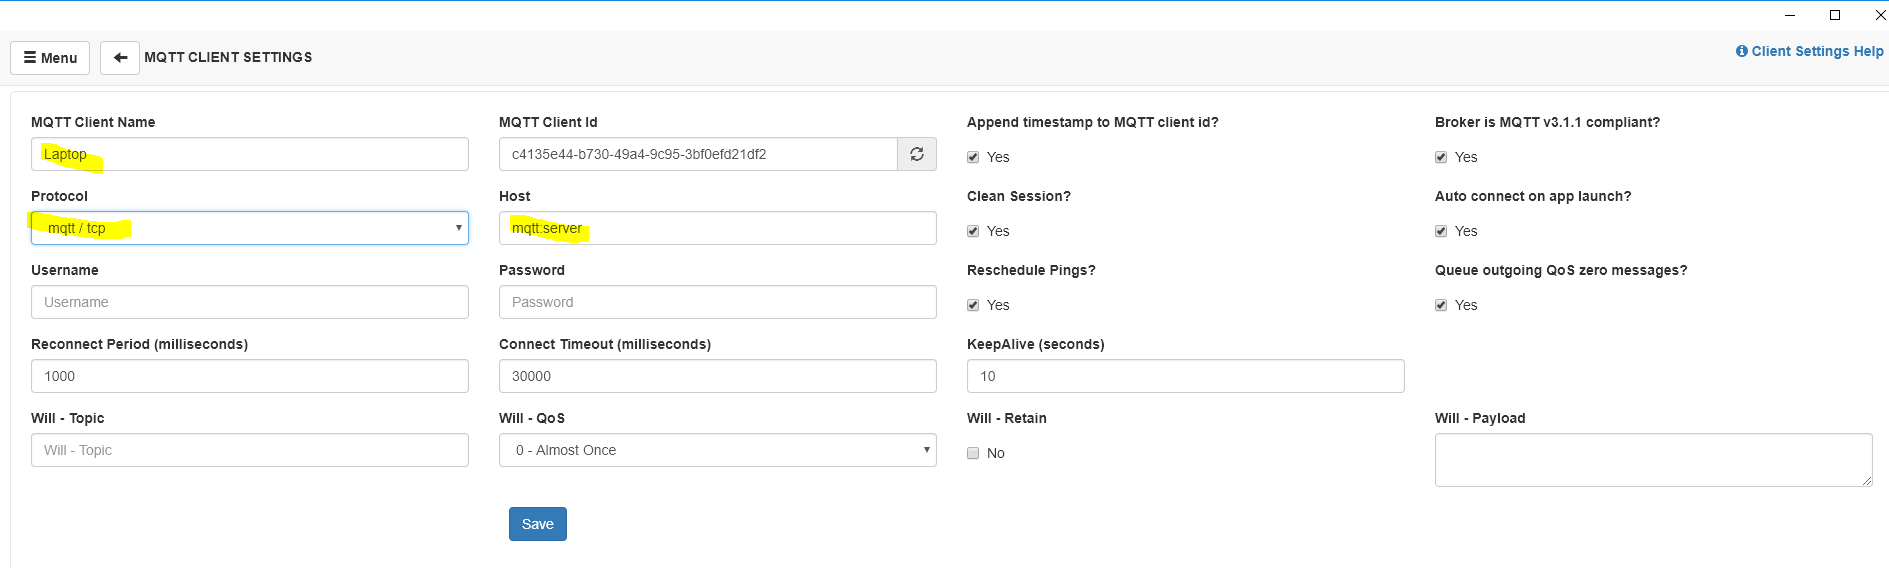 Menu MQTT CLIENT SETTINGS Client Settings Help
MQTT Client Name MQTT Client Id Append timestamp to MQTT client id? Broker is MQTT v3.1.1 compliant?
Laptop c4135e44-b730-49a4-9c95-3bf0efd21df2 Yes Yes
Protocol Host Clean Session? Auto connect on app launch?
mqtt / tcp mqtt:server Yes Yes
Username Password Reschedule Pings? Queue outgoing QoS zero messages?
Username Password Yes Yes
Reconnect Period (milliseconds) Connect Timeout (milliseconds) KeepAlive (seconds)
1000 30000 10
Will - Topic Will - QoS Will - Retain Will - Payload
Will - Topic 0 - Almost Once No
Save